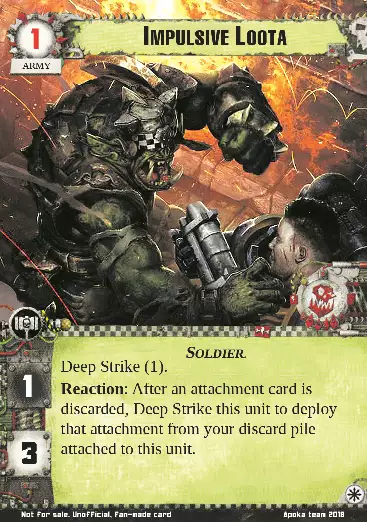 1
IMPULSIVE LOOTA
ARMY
SOLDIER.
Deep Strike (1).
1
Reaction: After an attachment card is
discarded, Deep Strike this unit to deploy
that attachment from your discard pile
attached to this unit.
3
Not for sale. Unofficial. Fan-made card
Apoka team 2018